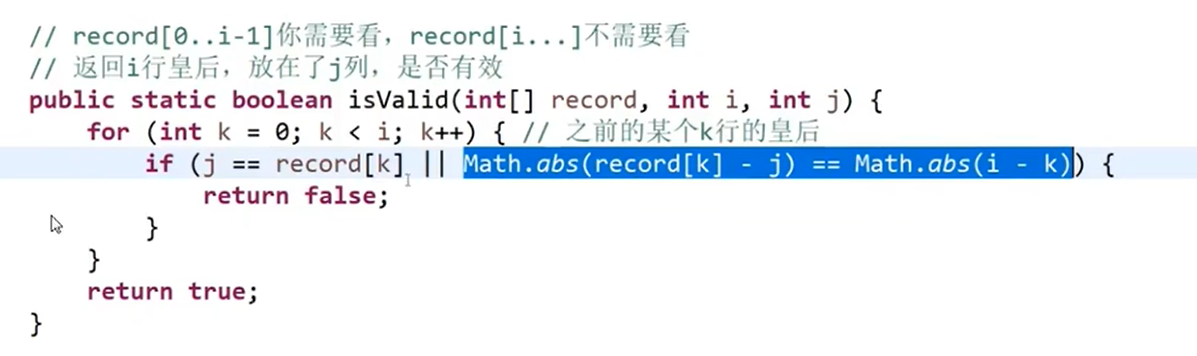 // record[0..i-1]你需要看，record[i...]不需要看
// 返回i行皇后，放在了j列，是否有效
public static boolean isValid(int[] record, int i, int j) {
for (int k = 0; k < i; k++) { // 之前的某个k行的皇后
if (j == record[k] || Math.abs(record[k] - j) == Math.abs(i - k)) {
return false;
}
}
return true;
}